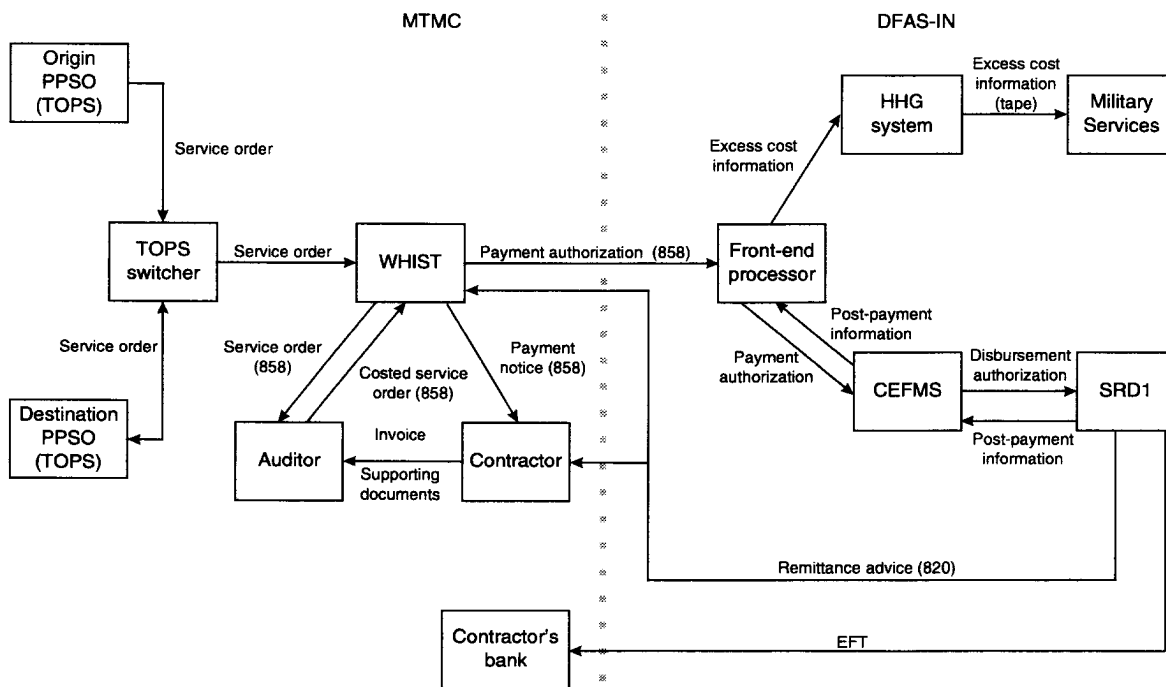 MTMC
DFAS-IN
Origin
PPSO
(TOPS)
Service order
TOPS
switcher
Service order
Service order
Destination
PPSO
(TOPS)
WHIST
Payment authorization (858)
Service order
(858)
Costed service
order (858)
Payment
notice (858)
Auditor
Invoice
Supporting
documents
Contractor
Excess cost
information
HHG
system
Excess cost
information
(tape)
Military
Services
Front-end
processor
Post-payment
information
Payment
authorization
CEFMS
Disbursement
authorization
SRD1
Post-payment
information
Remittance advice (820)
Contractor's
bank
EFT